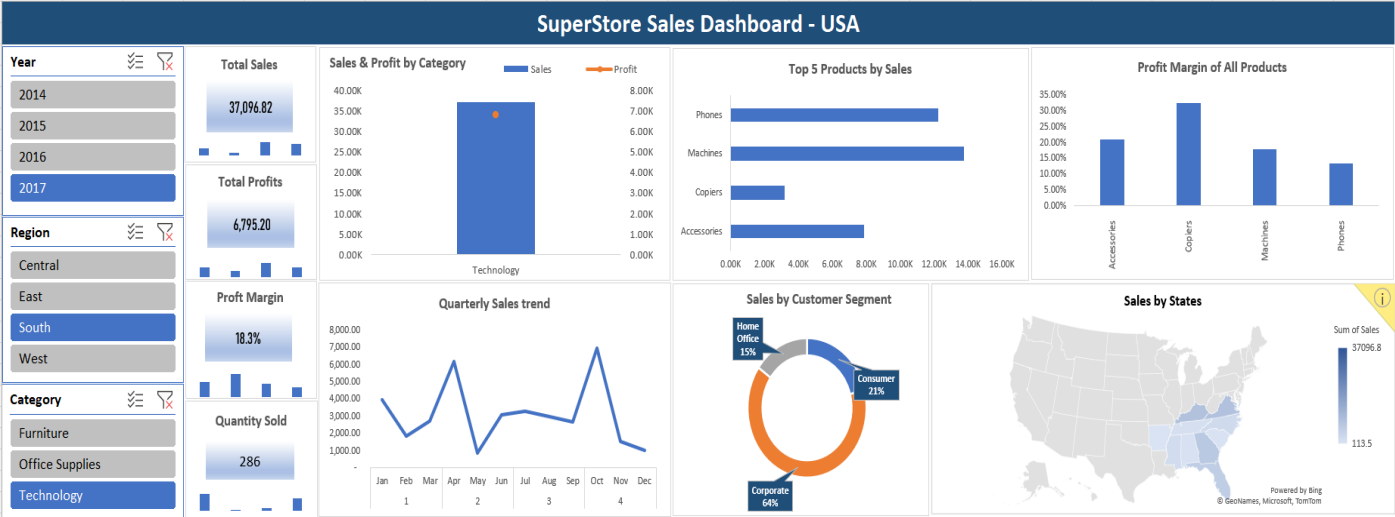 SuperStore Sales Dashboard - USA
Year
2014
2015
2016
2017
Region
Central
East
South
West
Category
Furniture
Office Supplies
Technology
Total Sales
37,096.82
Total Profits
6,795.20
Proft Margin
18.3%
Quantity Sold
286
Sales & Profit by Category
Sales
Profit
40.00K
35.00K
30.00K
25.00K
20.00K
15.00K
10.00K
5.00K
0.00K
8.00K
7.00K
6.00K
5.00K
4.00K
3.00K
2.00K
1.00K
0.00K
Technology
Top 5 Products by Sales
Phones
Machines
Copiers
Accessories
0.00K 2.00K 4.00K 6.00K 8.00K 10.00K 12.00K 14.00K 16.00K
Profit Margin of All Products
35.00%
30.00%
25.00%
20.00%
15.00%
10.00%
5.00%
0.00%
Accessories
Copiers
Machines
Phones
Quarterly Sales trend
8,000.00
7,000.00
6,000.00
5,000.00
4,000.00
3,000.00
2,000.00
1,000.00
-
Jan Feb Mar Apr May Jun Jul Aug Sep Oct Nov Dec
1 2 3 4
Sales by Customer Segment
Home
Office
15%
Consumer
21%
Corporate
64%
Sales by States
i
Sum of Sales
37096.8
113.5
Powered by Bing
© GeoNames, Microsoft, TomTom